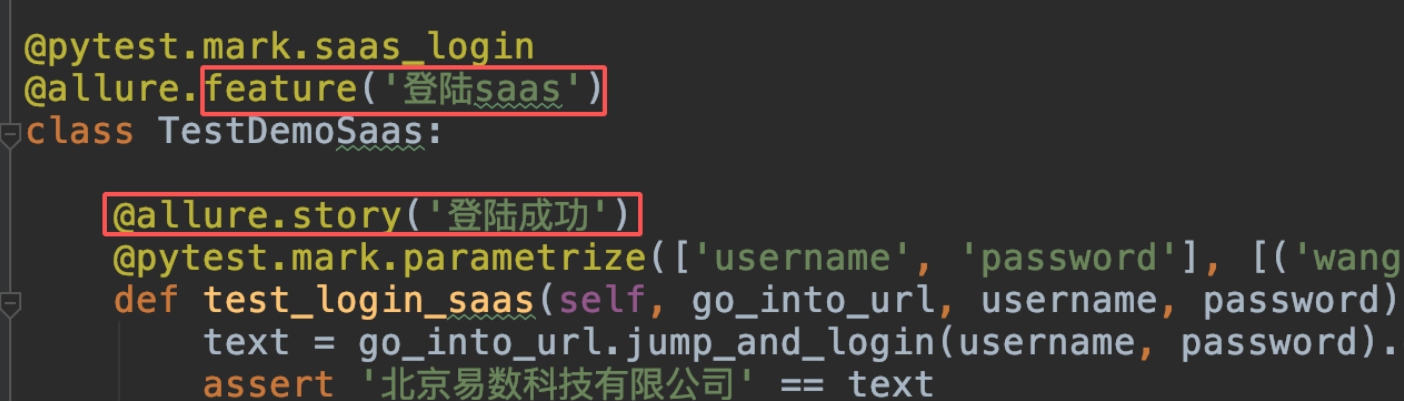 @pytest.mark.saas_login
@allure.feature('登陆saas')
class TestDemoSaas:
@allure.story('登陆成功')
@pytest.mark.parametrize(['username', 'password'], [('wang
def test_login_saas(self, go_into_url, username, password)
text = go_into_url.jump_and_login(username, password).
assert '北京易数科技有限公司' == text